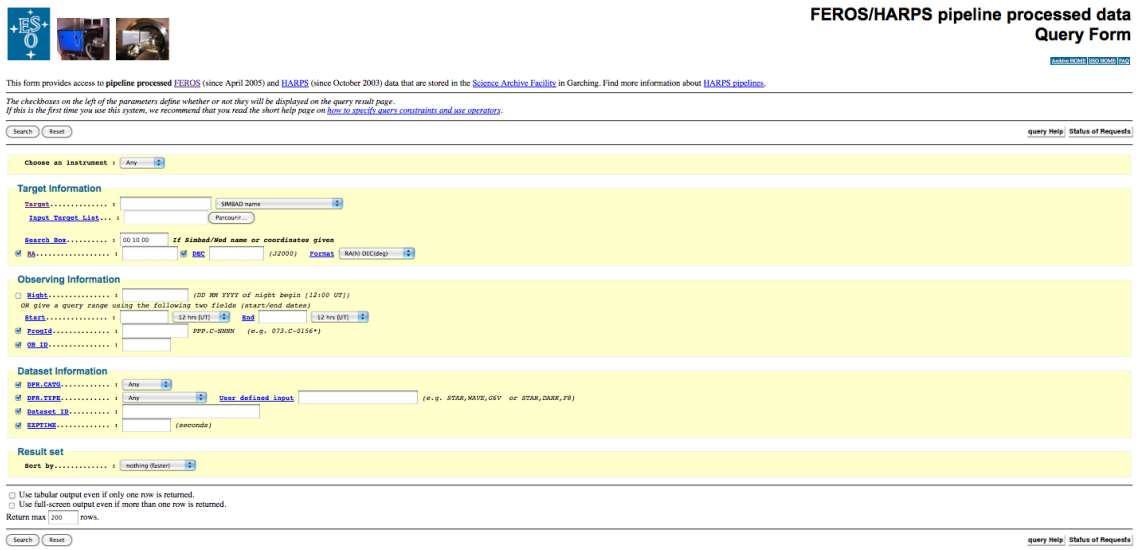 ES
O
FEROS/HARPS pipeline processed data
Query Form
Archive HOME ESO HOME FAQ
This form provides access to pipeline processed FEROS (since April 2005) and HARPS (since October 2003) data that are stored in the Science Archive Facility in Garching. Find more information about HARPS pipelines.
The checkboxes on the left of the parameters define whether or not they will be displayed on the query result page.
If this is the first time you use this system, we recommend that you read the short help page on how to specify query constraints and use operators.
Search Reset query Help Status of Requests
Choose an instrument : Any
Target Information
Target.............. : SIMBAD name
Input Target List... : Parcourir...
Search Box.......... : 00 10 00 If Simbad/Ned name or coordinates given
RA................. : DEC (J2000) Format RA(h) DEC(deg)
Observing Information
Night............... : (DD MM YYYY of night begin [12:00 UT])
OR give a query range using the following two fields (start/end dates)
Start............... : 12 hrs [UT] End 12 hrs [UT]
ProgId............. : PPP.C-NNNN (e.g. 073.C-0156*)
OB_ID.............. : 
Dataset Information
DPR.CATG............ : Any
DPR.TYPE............ : Any User defined input (e.g. STAR,WAVE,G6V or STAR,DARK,F8)
Dataset ID.......... :
EXPTIME............. : (seconds)
Result set
Sort by............. : nothing (faster)
Use tabular output even if only one row is returned.
Use full-screen output even if more than one row is returned.
Return max 200 rows.
Search Reset query Help Status of Requests